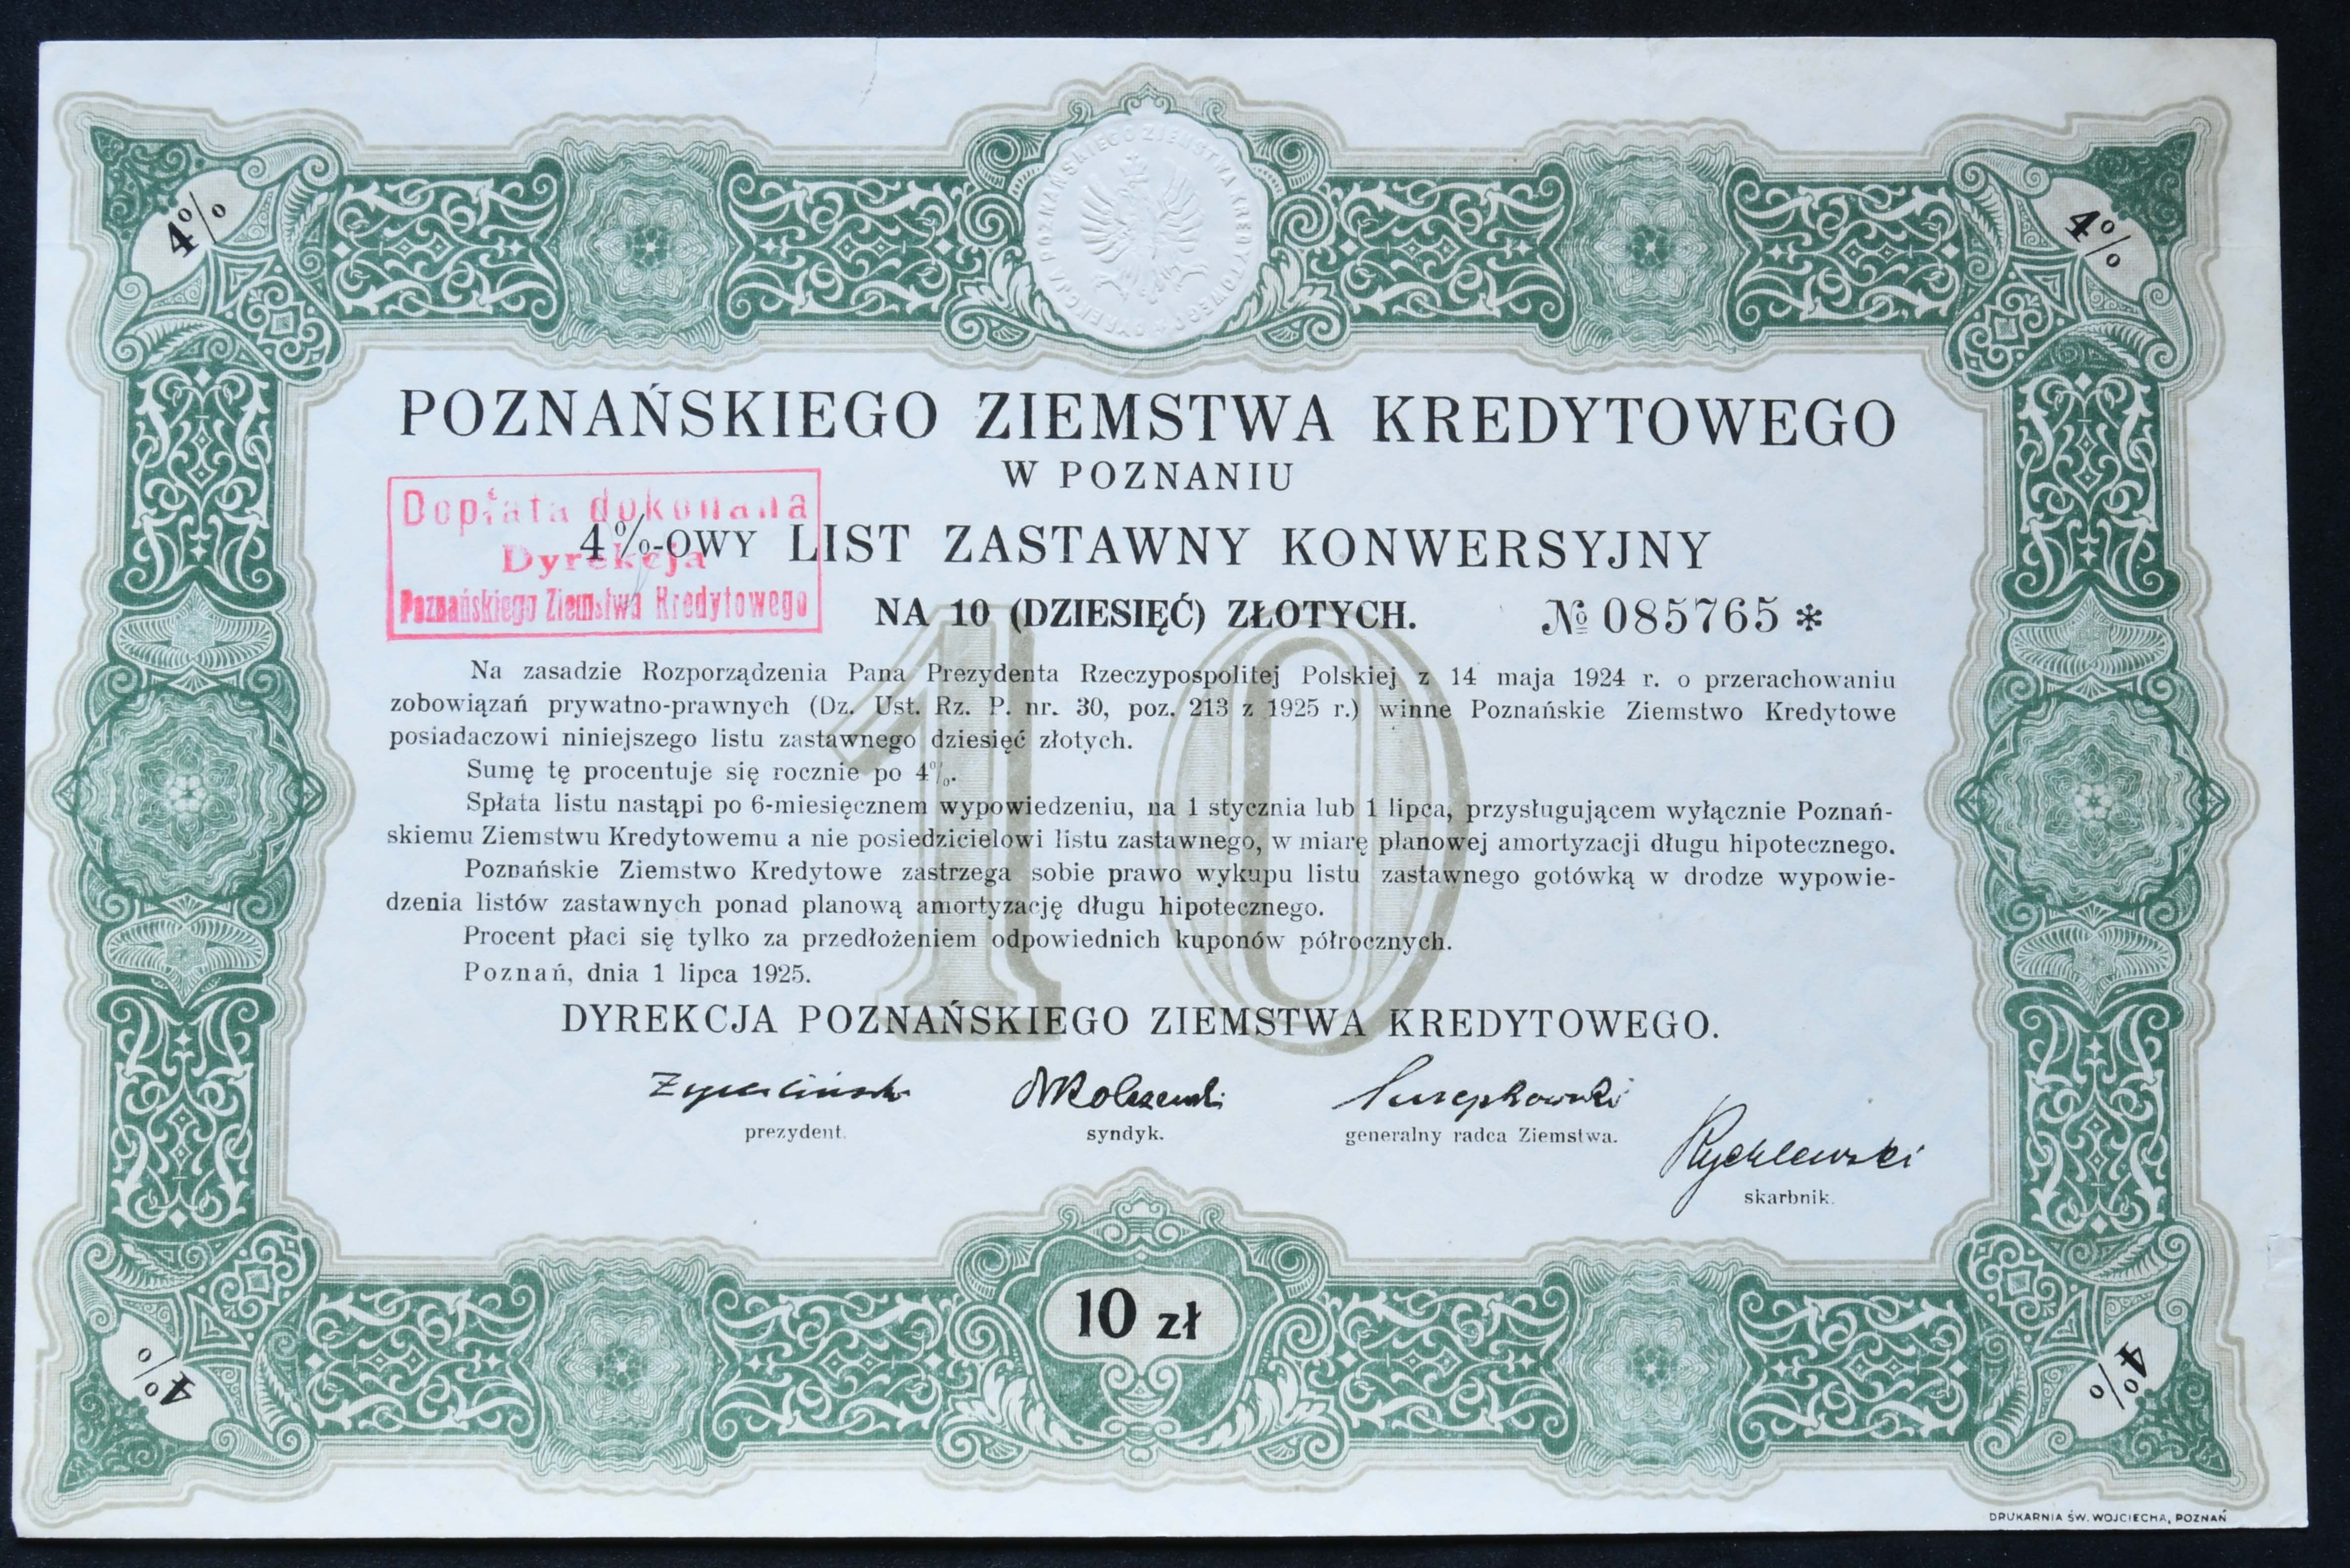 4%
DYREKCJA POZNAŃSKIEGO ZIEMSTWA KREDYTOWEGO
4%
POZNAŃSKIEGO ZIEMSTWA KREDYTOWEGO
W POZNANIU
Dopłata dokonana
Dyrekcja
Poznańskiego Ziemstwa Kredytowego
4%-OWY LIST ZASTAWNY KONWERSYJNY
NA 10 (DZIESIĘĆ) ZŁOTYCH. № 085765 *
10
Na zasadzie Rozporządzenia Pana Prezydenta Rzeczypospolitej Polskiej z 14 maja 1924 r. o przerachowaniu
zobowiązań prywatno-prawnych (Dz. Ust. Rz. P. nr. 30, poz. 213 z 1925 r.) winne Poznańskie Ziemstwo Kredytowe
posiadaczowi niniejszego listu zastawnego dziesięć złotych.
Sumę tę procentuje się rocznie po 4%.
Spłata listu nastąpi po 6-miesięcznem wypowiedzeniu, na 1 stycznia lub 1 lipca, przysługującem wyłącznie Poznań-
skiemu Ziemstwu Kredytowemu a nie posiedzicielowi listu zastawnego, w miarę planowej amortyzacji długu hipotecznego.
Poznańskie Ziemstwo Kredytowe zastrzega sobie prawo wykupu listu zastawnego gotówką w drodze wypowie-
dzenia listów zastawnych ponad planową amortyzację długu hipotecznego.
Procent płaci się tylko za przedłożeniem odpowiednich kuponów półrocznych.
Poznań, dnia 1 lipca 1925.
DYREKCJA POZNAŃSKIEGO ZIEMSTWA KREDYTOWEGO.
prezydent.
syndyk.
generalny radca Ziemstwa.
Rychlewski
skarbnik.
4%
10 zł
4%
DRUKARNIA ŚW. WOJCIECHA, POZNAŃ